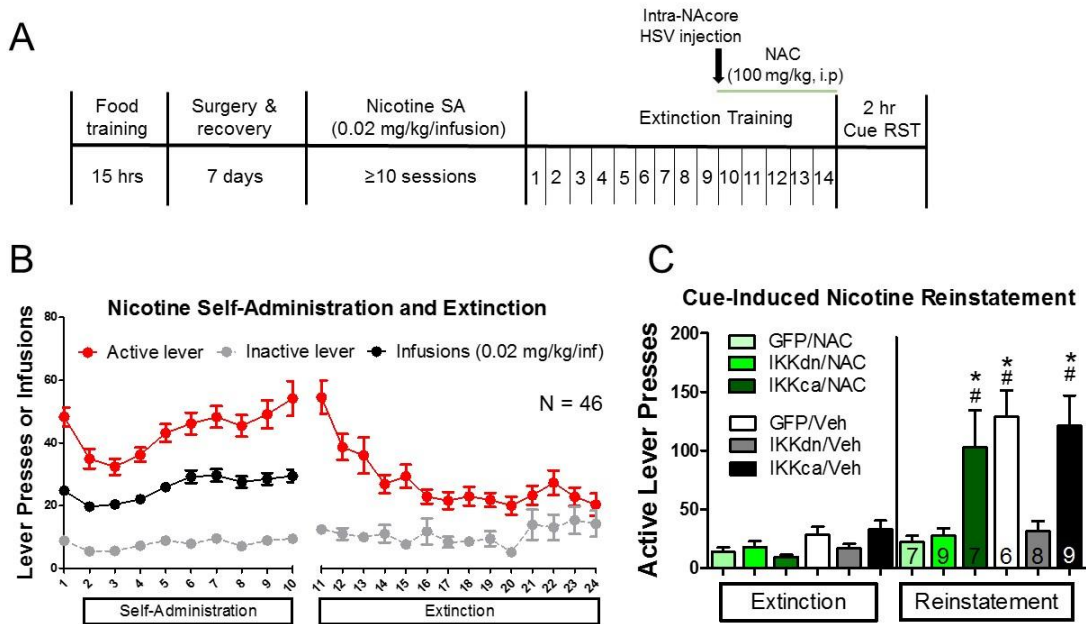 A
Intra-NAcore
HSV injection
NAC
(100 mg/kg, i.p)
Food
training
Surgery &
recovery
Nicotine SA
(0.02 mg/kg/infusion)
Extinction Training
2 hr
Cue RST
15 hrs
7 days
≥10 sessions
1 2 3 4 5 6 7 8 9 10 11 12 13 14
B
Nicotine Self-Administration and Extinction
Active lever
Inactive lever
Infusions (0.02 mg/kg/inf)
N = 46
Lever Presses or Infusions
80
60
40
20
0
1 2 3 4 5 6 7 8 9 10 11 12 13 14 15 16 17 18 19 20 21 22 23 24
Self-Administration
Extinction
C
Cue-Induced Nicotine Reinstatement
Active Lever Presses
200
150
100
50
0
GFP/NAC
IKKdn/NAC
IKKca/NAC
GFP/Veh
IKKdn/Veh
IKKca/Veh
* * *
# # #
7 9 7 6 8 9
Extinction
Reinstatement